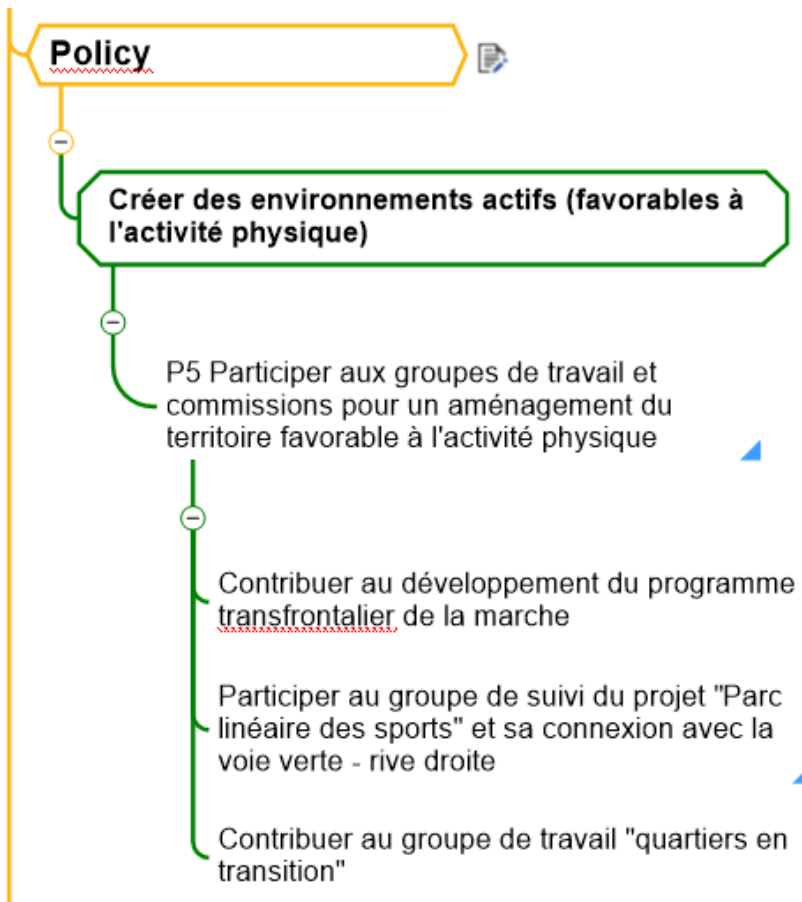 Policy
Créer des environnements actifs (favorables à
l'activité physique)
P5 Participer aux groupes de travail et
commissions pour un aménagement du
territoire favorable à l'activité physique
Contribuer au développement du programme
transfrontalier de la marche
Participer au groupe de suivi du projet "Parc
linéaire des sports" et sa connexion avec la
voie verte - rive droite
Contribuer au groupe de travail "quartiers en
transition"